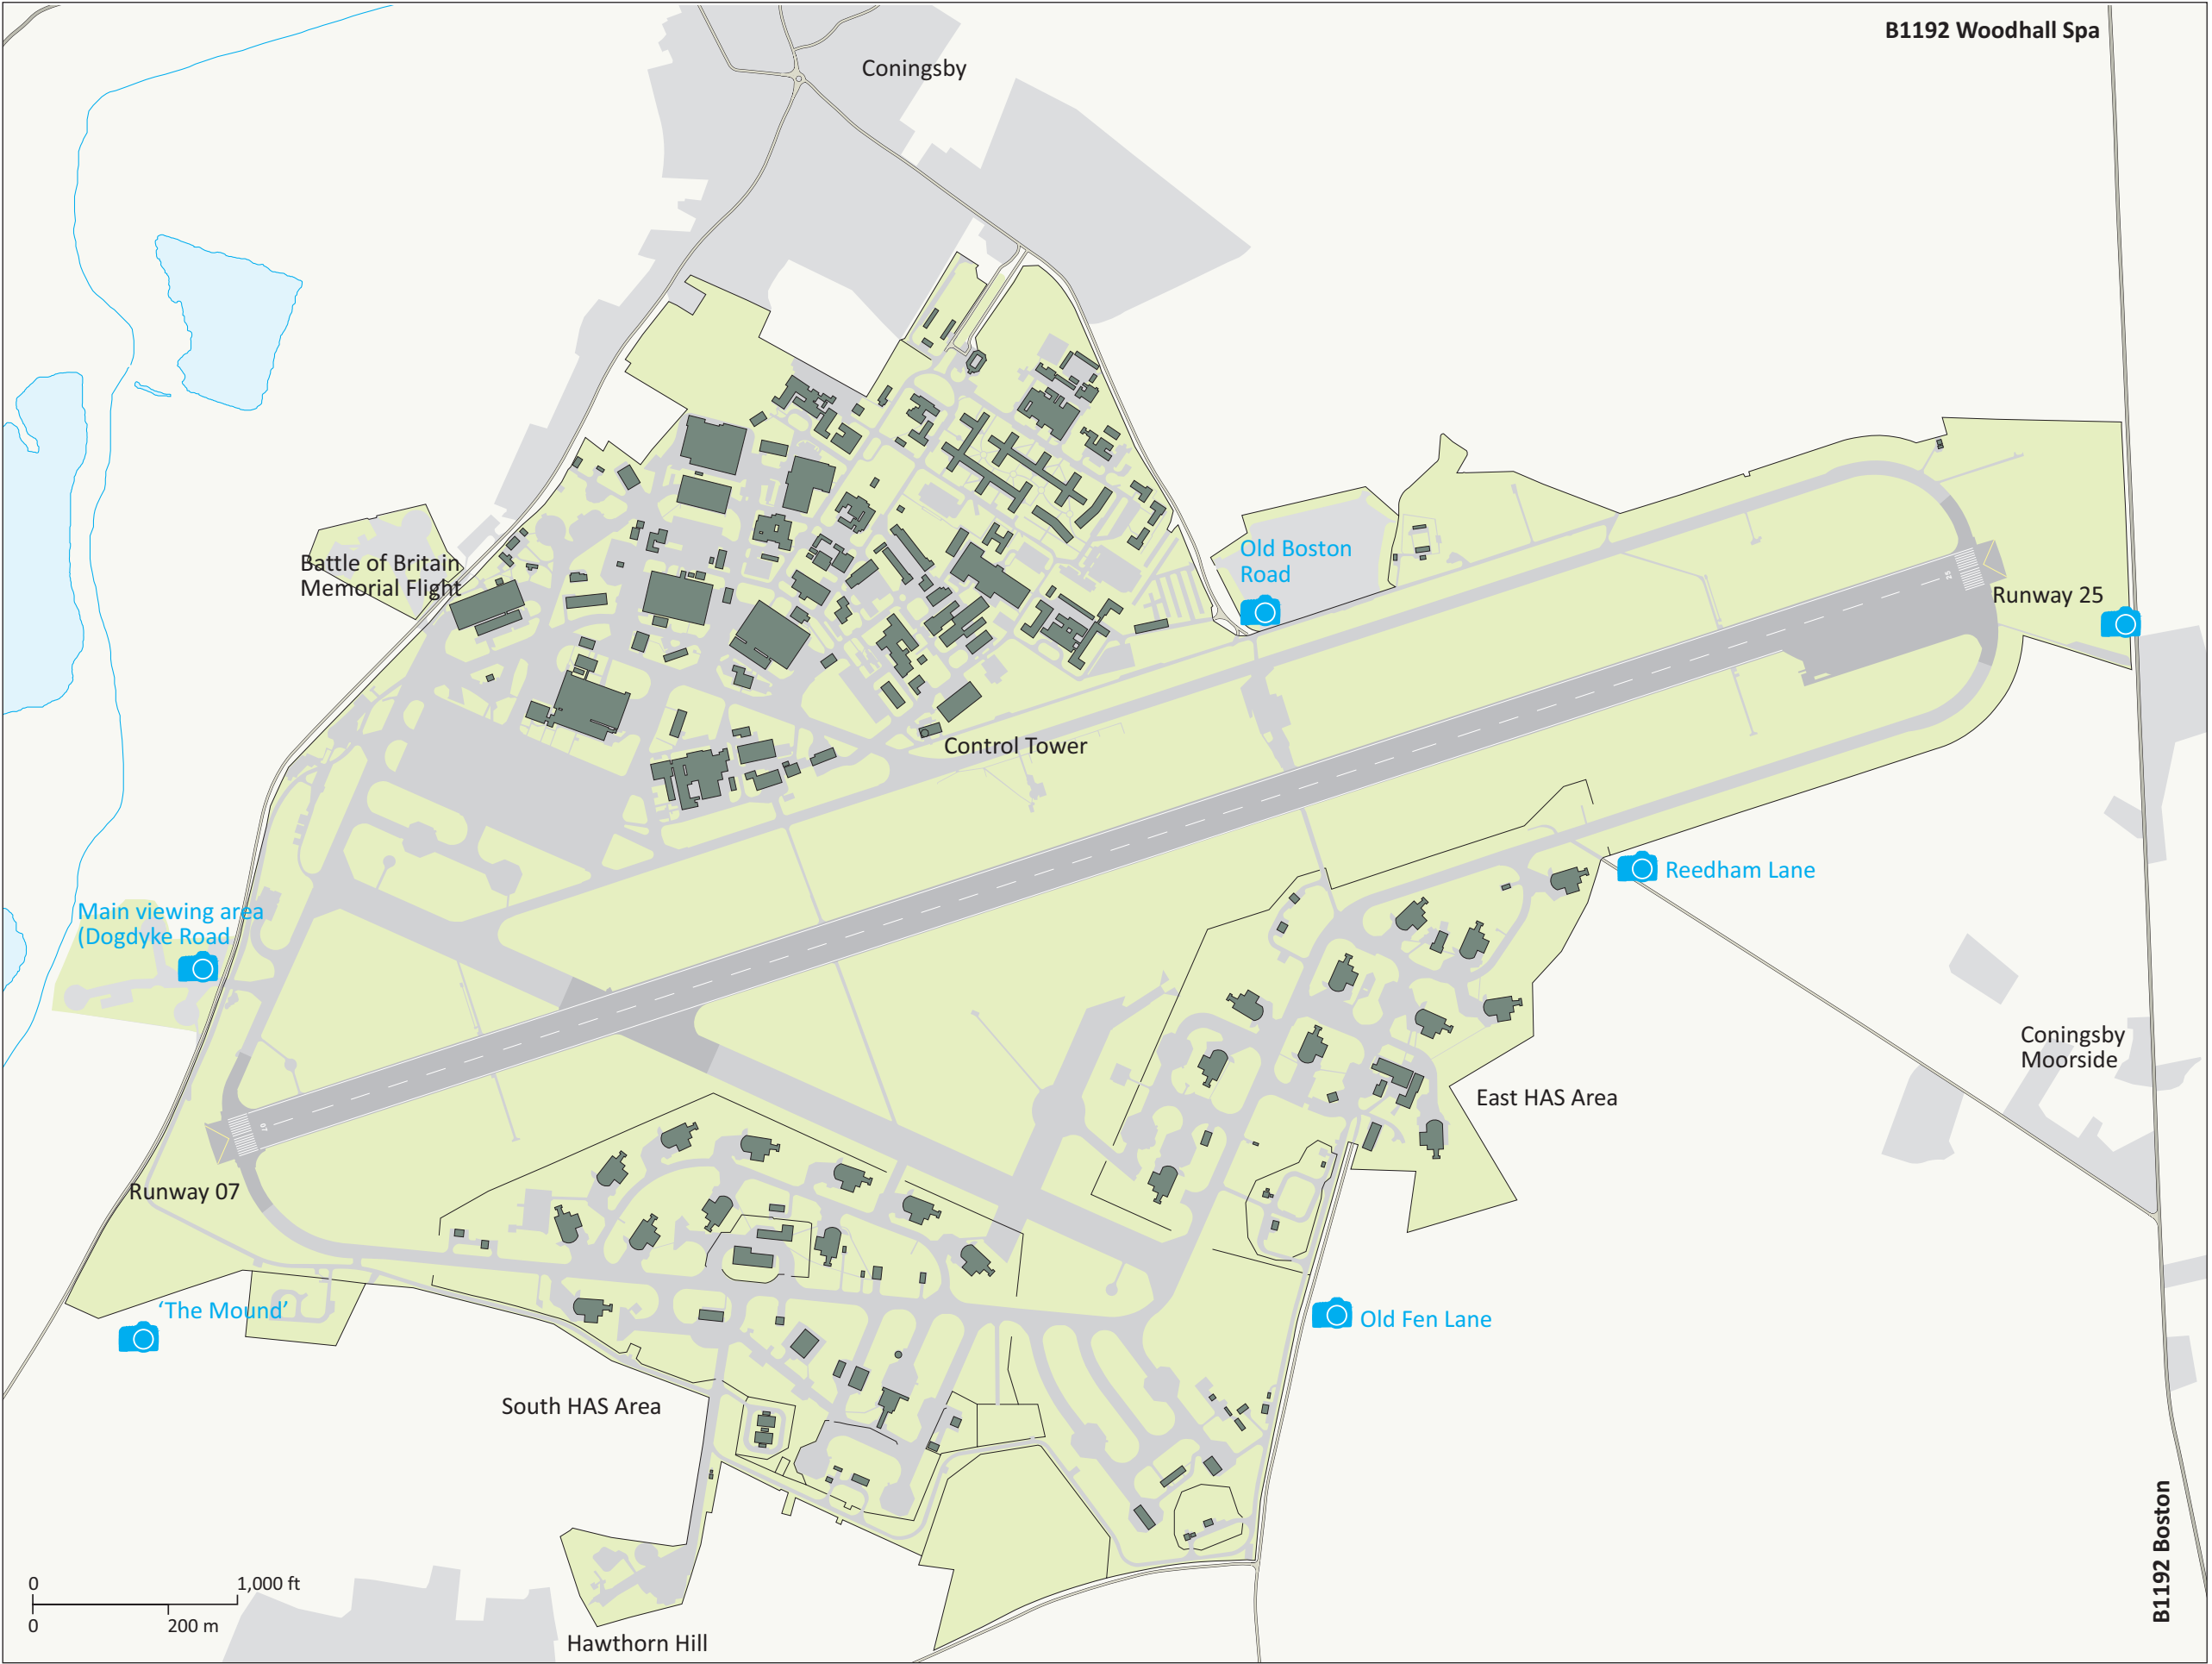 B1192 Woodhall Spa
Coningsby
Battle of Britain
Memorial Flight
Old Boston
Road
25
Runway 25
Control Tower
Reedham Lane
Main viewing area
(Dogdyke Road
Coningsby
Moorside
East HAS Area
07
Runway 07
'The Mound'
Old Fen Lane
South HAS Area
B1192 Boston
0
1,000 ft
0
200 m
Hawthorn Hill